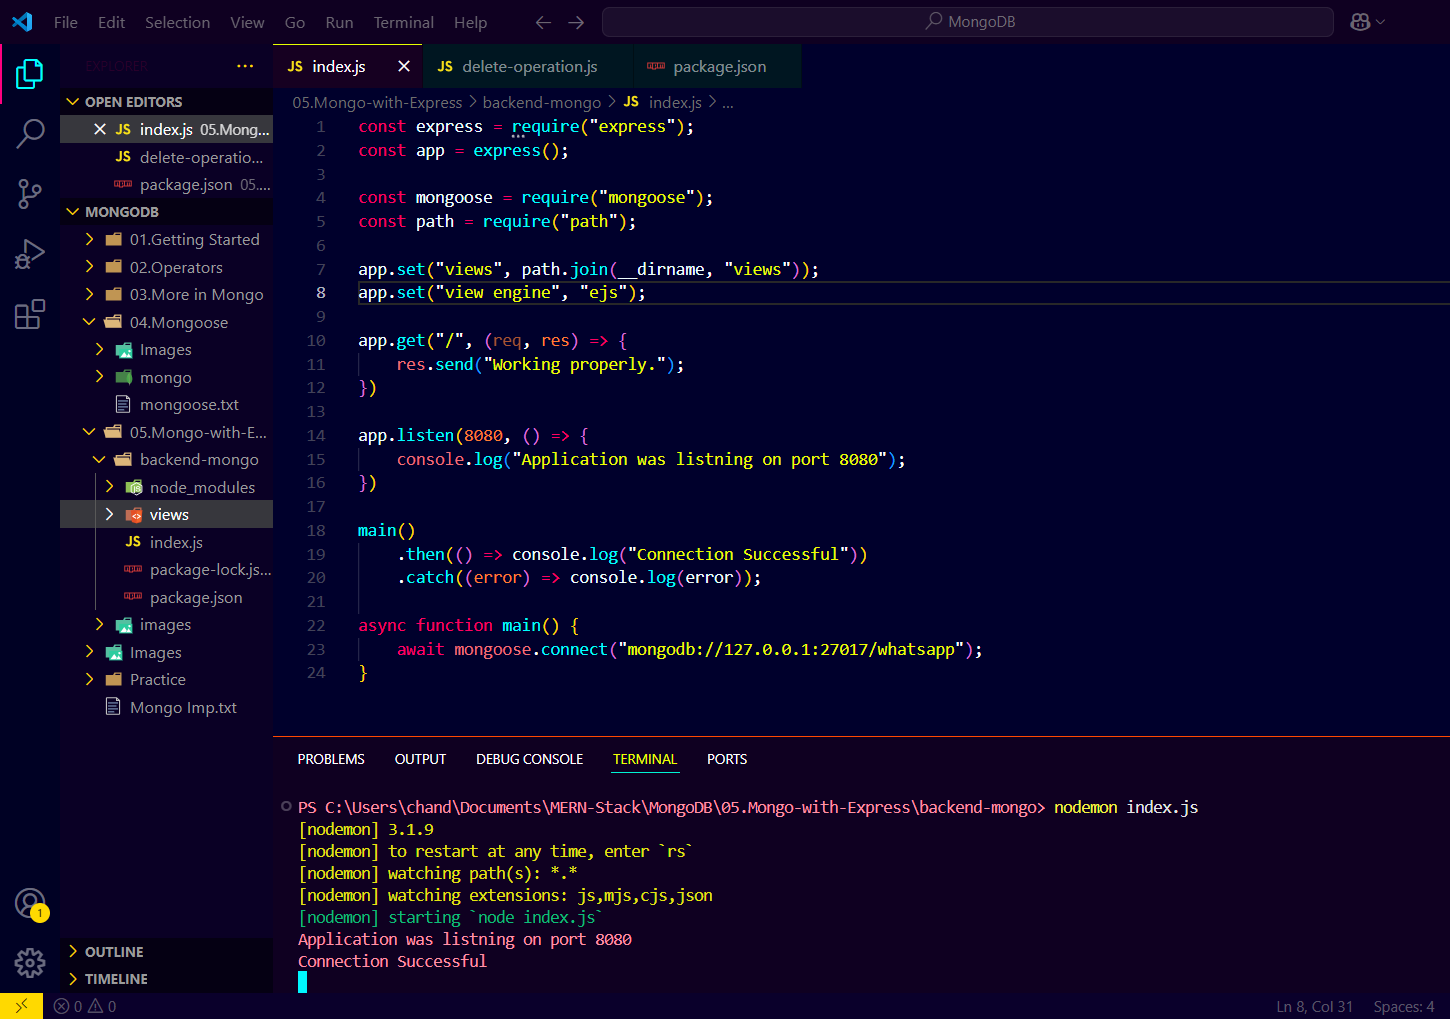 File Edit Selection View Go Run Terminal Help MongoDB
EXPLORER ...
index.js delete-operation.js package.json
OPEN EDITORS
index.js 05.Mong...
delete-operatio...
package.json 05....
MONGODB
01.Getting Started
02.Operators
03.More in Mongo
04.Mongoose
Images
mongo
mongoose.txt
05.Mongo-with-E...
backend-mongo
node_modules
views
JS index.js
package-lock.js...
package.json
images
Images
Practice
Mongo Imp.txt
OUTLINE
TIMELINE
05.Mongo-with-Express > backend-mongo > JS index.js > ...
1 const express = require("express");
2 const app = express();
3
4 const mongoose = require("mongoose");
5 const path = require("path");
6
7 app.set("views", path.join(__dirname, "views"));
8 app.set("view engine", "ejs");
9
10 app.get("/", (req, res) => {
11     res.send("Working properly.");
12 })
13
14 app.listen(8080, () => {
15     console.log("Application was listning on port 8080");
16 })
17
18 main()
19     .then(() => console.log("Connection Successful"))
20     .catch((error) => console.log(error));
21
22 async function main() {
23     await mongoose.connect("mongodb://127.0.0.1:27017/whatsapp");
24 }
PROBLEMS OUTPUT DEBUG CONSOLE TERMINAL PORTS
PS C:\Users\chand\Documents\MERN-Stack\MongoDB\05.Mongo-with-Express\backend-mongo> nodemon index.js
[nodemon] 3.1.9
[nodemon] to restart at any time, enter `rs`
[nodemon] watching path(s): *.*
[nodemon] watching extensions: js,mjs,cjs,json
[nodemon] starting `node index.js`
Application was listning on port 8080
Connection Successful
1
0 0 Ln 8, Col 31 Spaces: 4